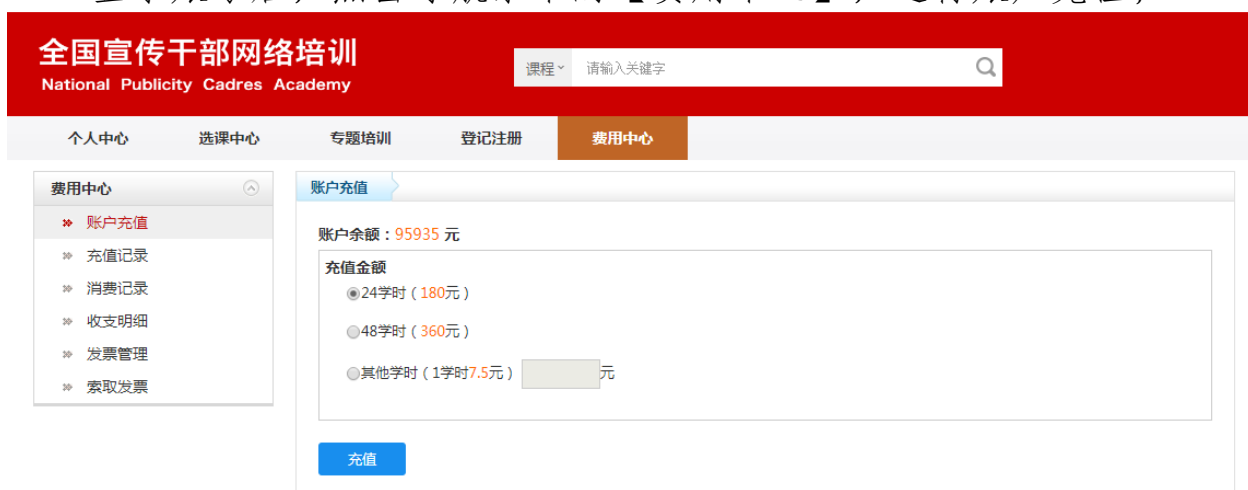 全国宣传干部网络培训
National Publicity Cadres Academy
课程 请输入关键字
个人中心 选课中心 专题培训 登记注册 费用中心
费用中心
账户充值
充值记录
消费记录
收支明细
发票管理
索取发票
账户充值
账户余额：95935 元
充值金额
24学时（180元）
48学时（360元）
其他学时（1学时7.5元） 元
充值